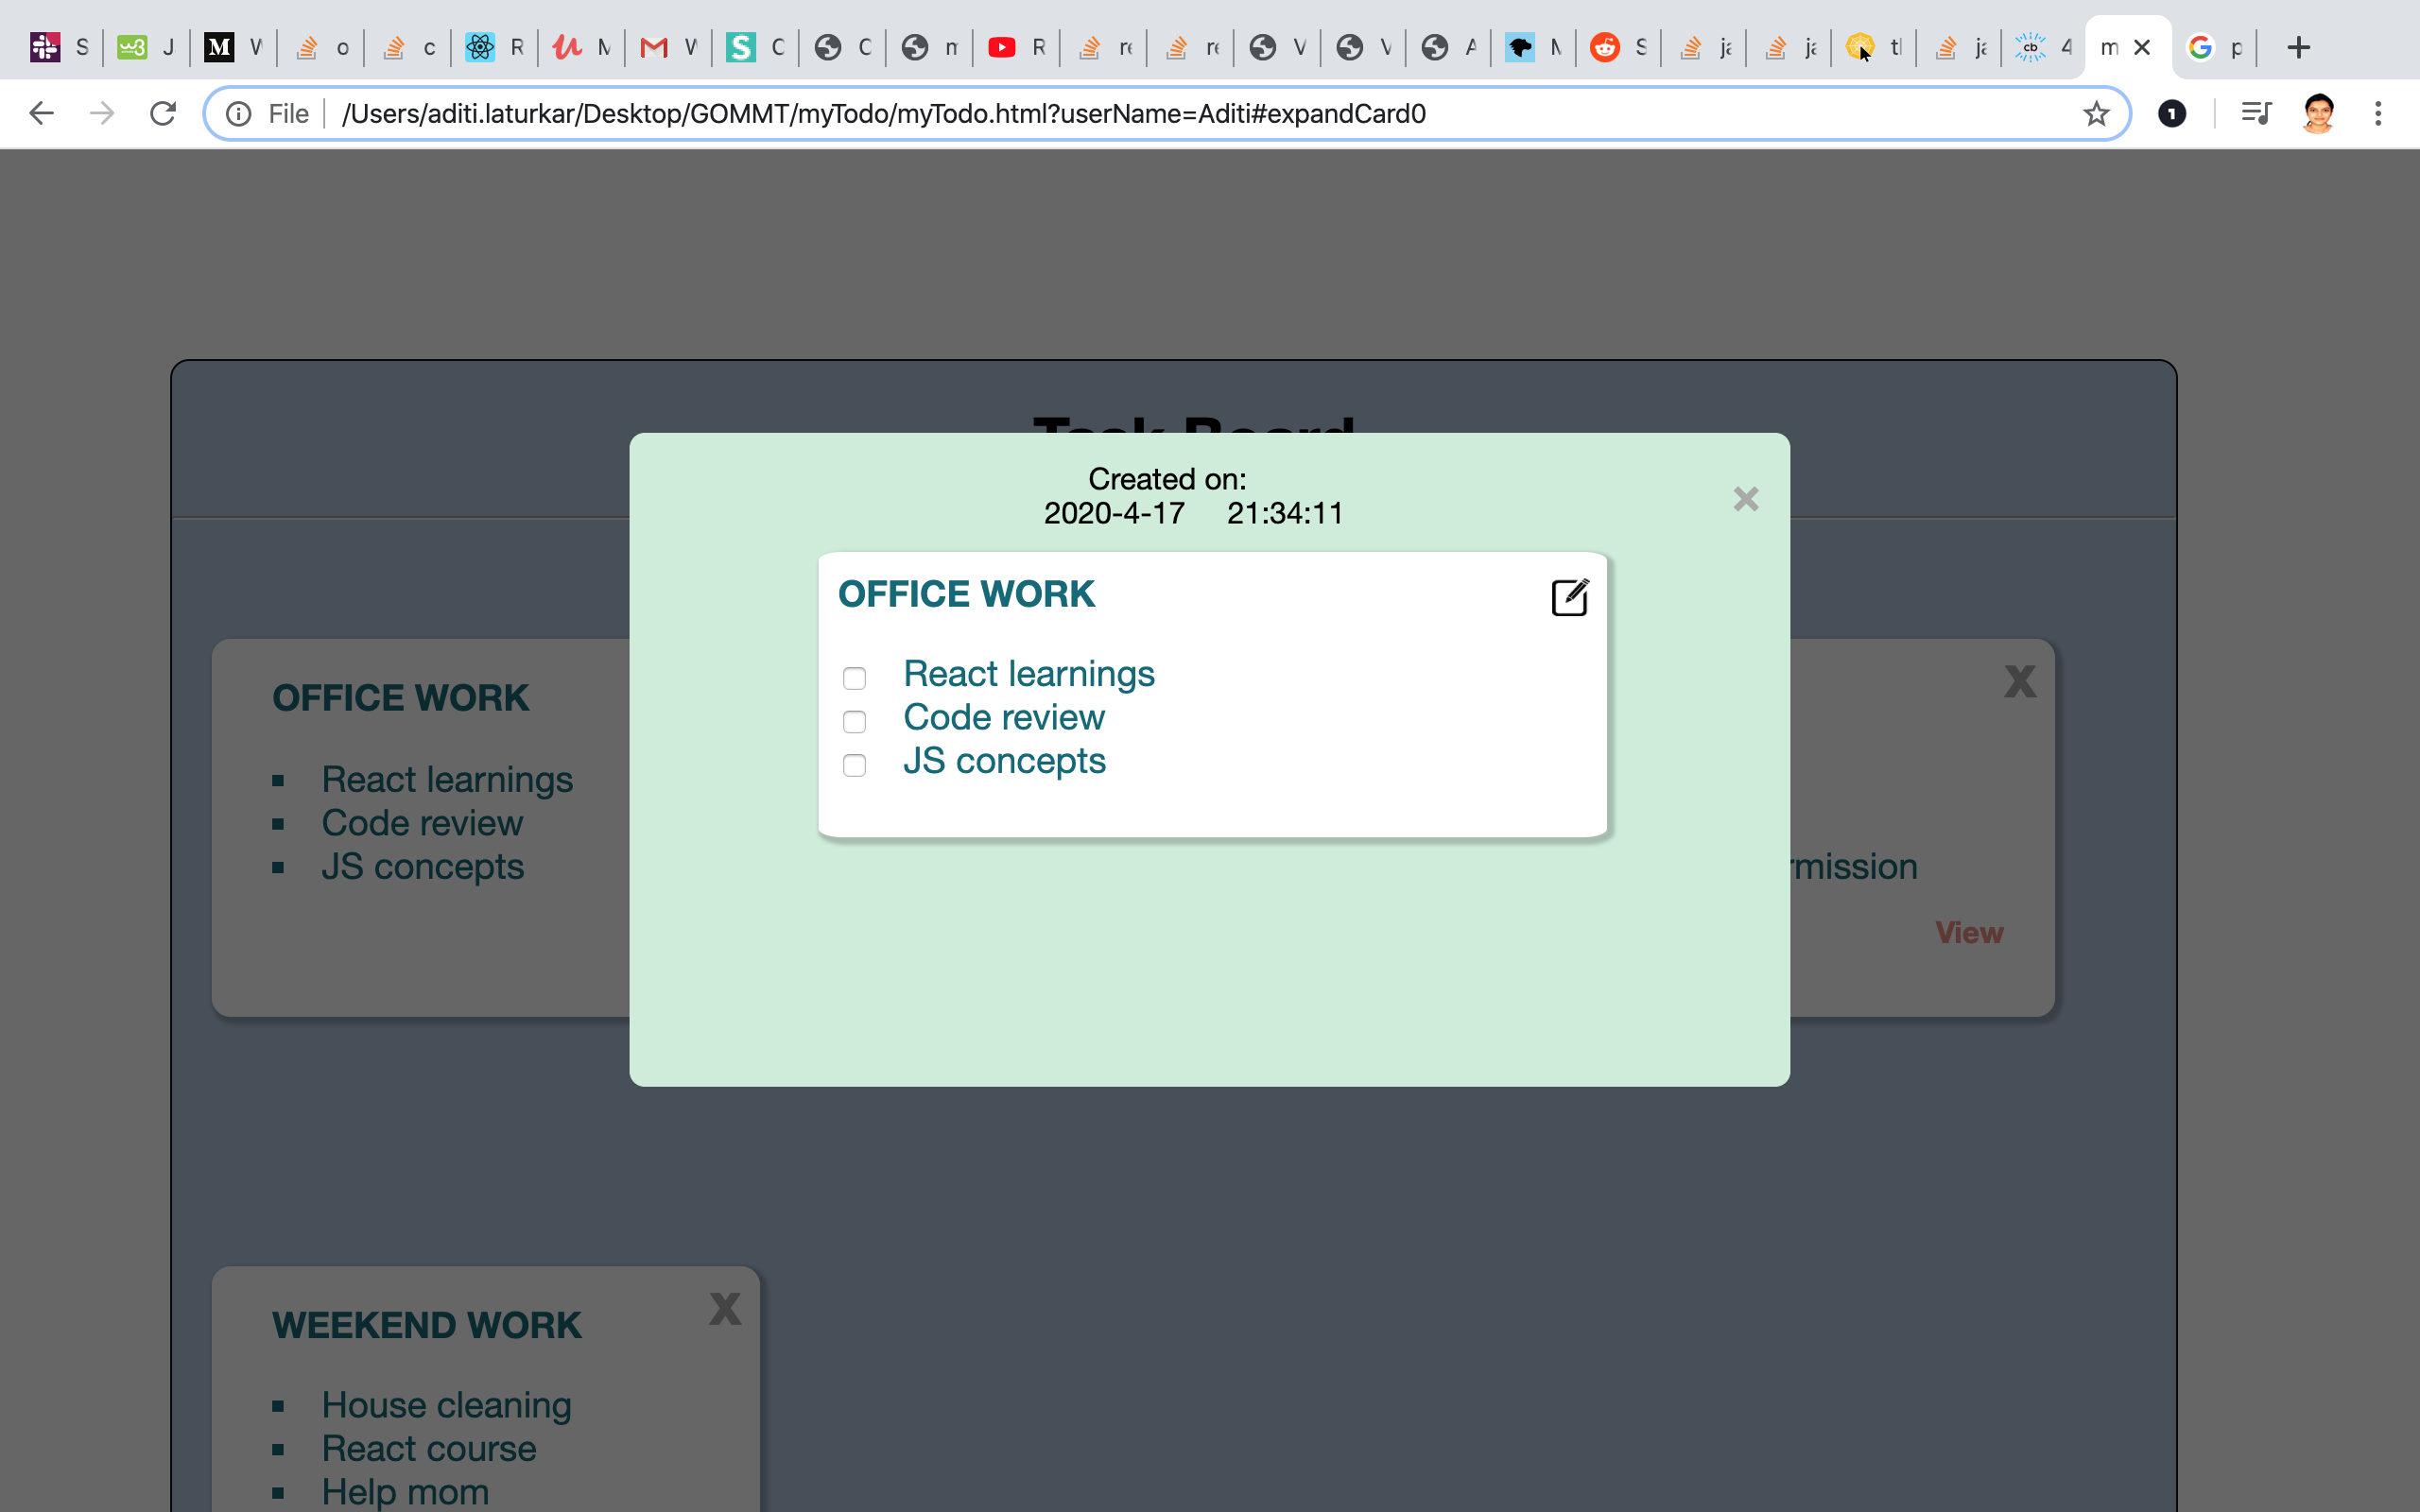 S J M V o c R M V S C C n R re re V V A M S ja ja tl ja cb 4 m p
File /Users/aditi.laturkar/Desktop/GOMMT/myTodo/myTodo.html?userName=Aditi#expandCard0
Created on:
2020-4-17 21:34:11
OFFICE WORK
React learnings
Code review
JS concepts
OFFICE WORK
React learnings
Code review
JS concepts
X
View
WEEKEND WORK X
House cleaning
React course
Help mom